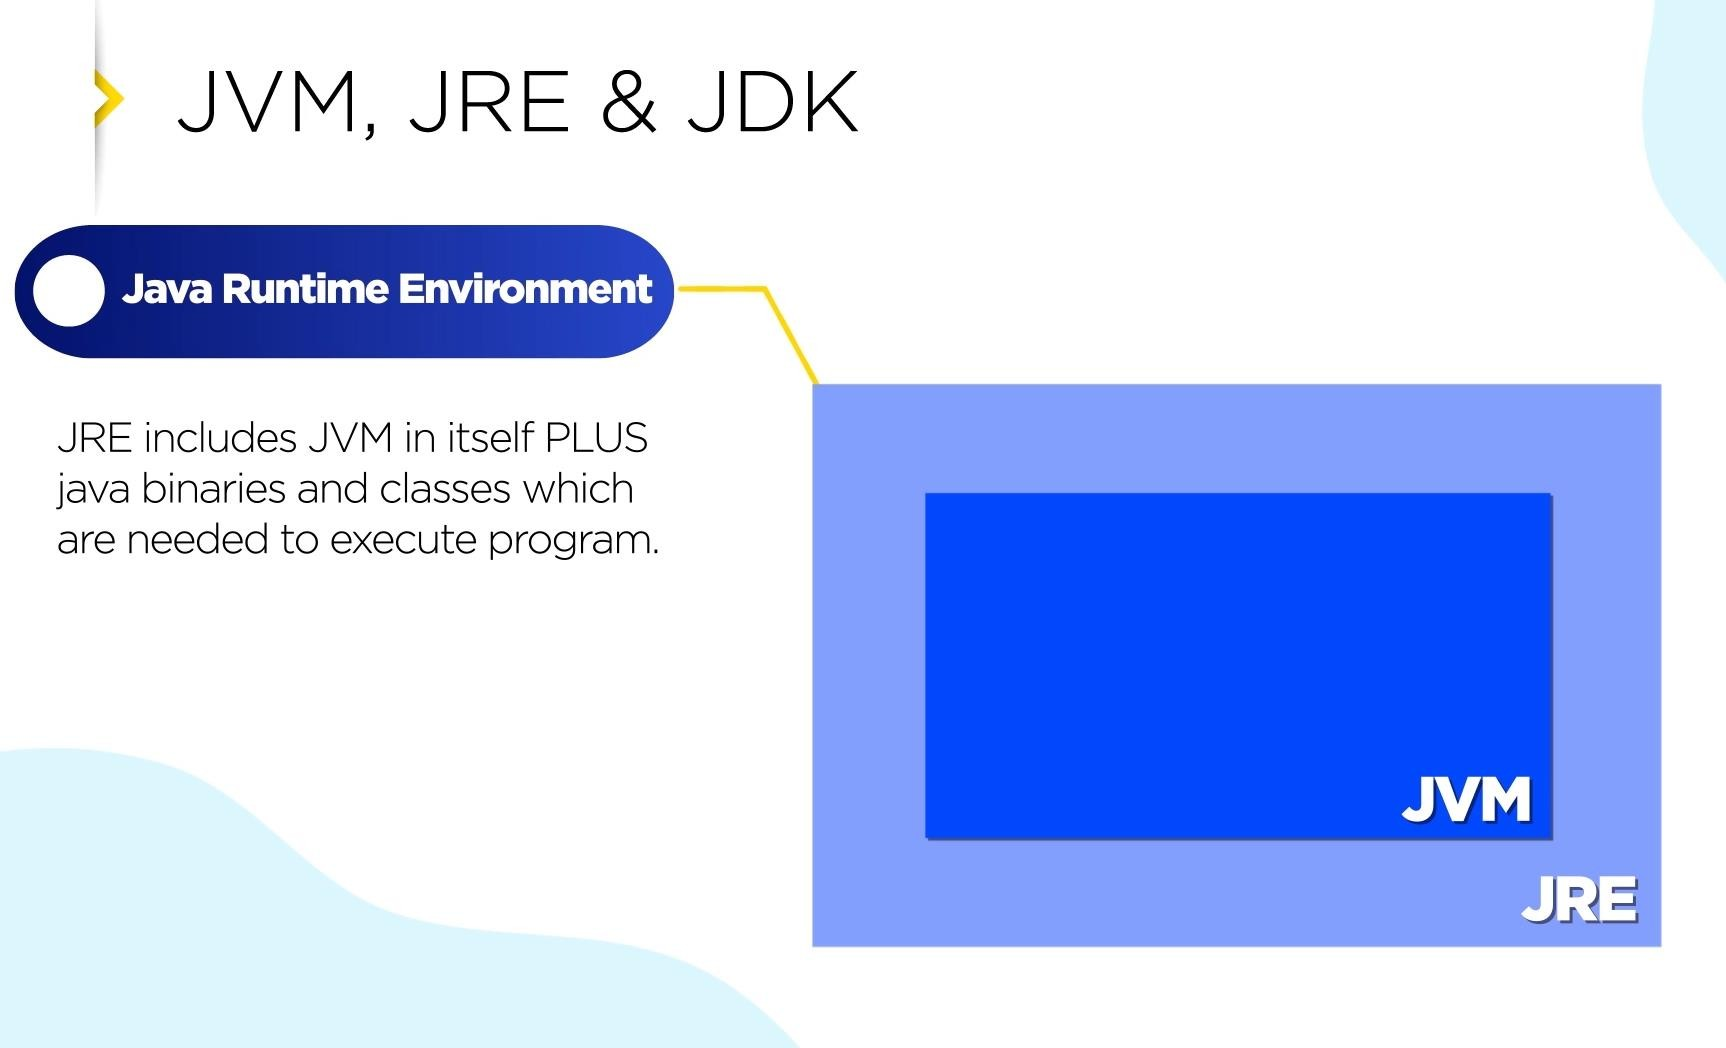 JVM, JRE & JDK
Java Runtime Environment
JRE includes JVM in itself PLUS
java binaries and classes which
are needed to execute program.
JVM
JRE